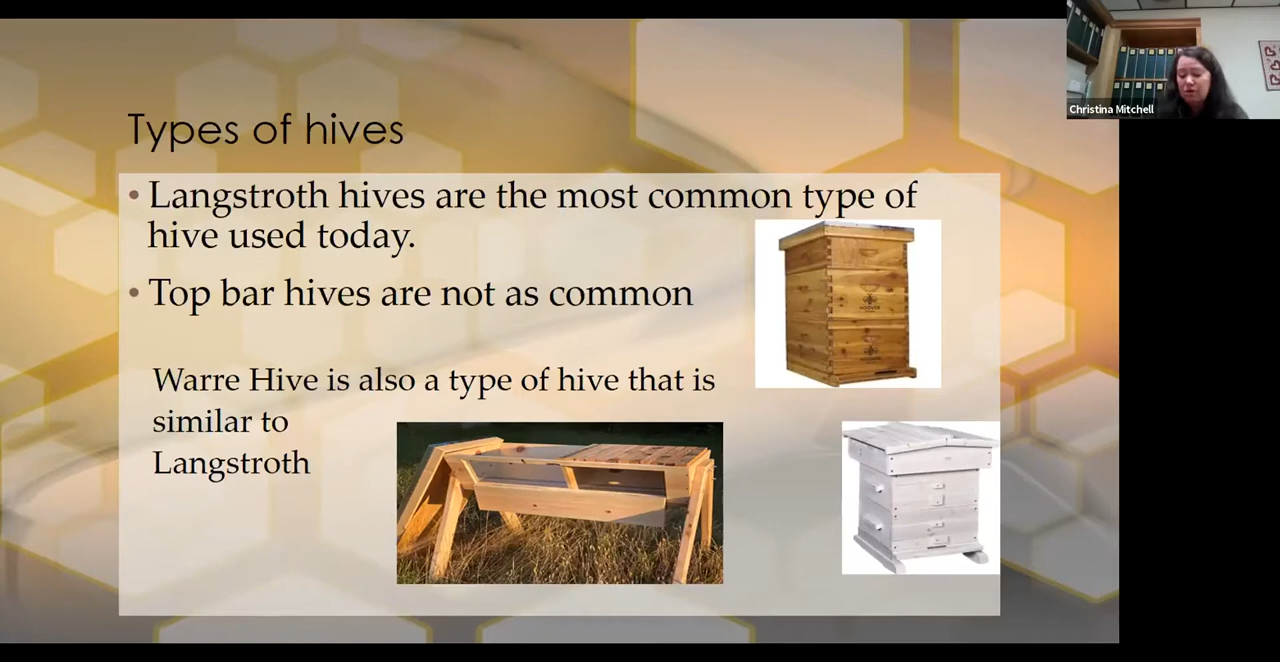 Christina Mitchell
Types of hives
• Langstroth hives are the most common type of
hive used today.
• Top bar hives are not as common
Warre Hive is also a type of hive that is
similar to
Langstroth
HOOVER